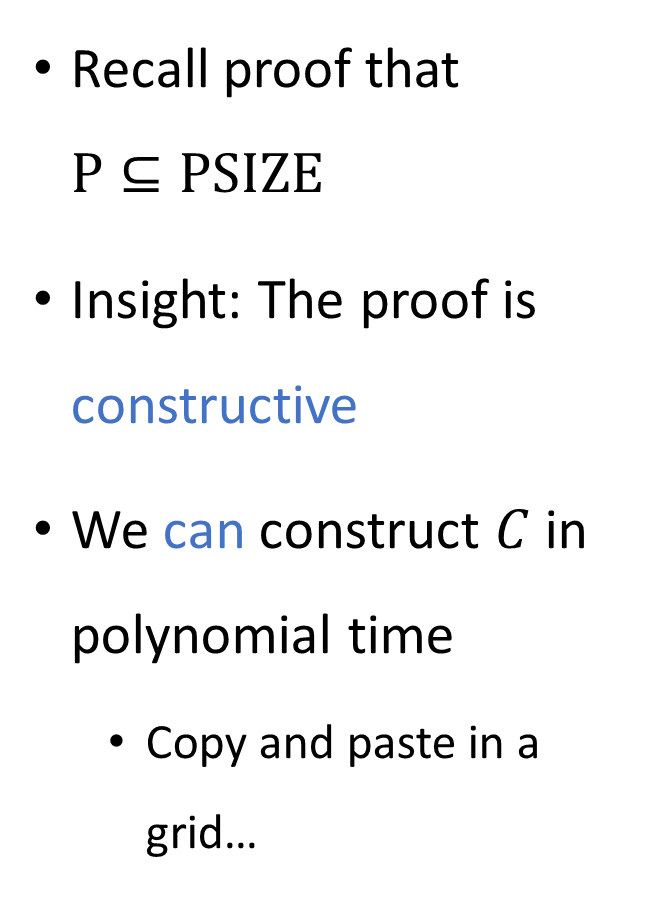 • Recall proof that
P ⊆ PSIZE
• Insight: The proof is
constructive
• We can construct C in
polynomial time
• Copy and paste in a
grid…